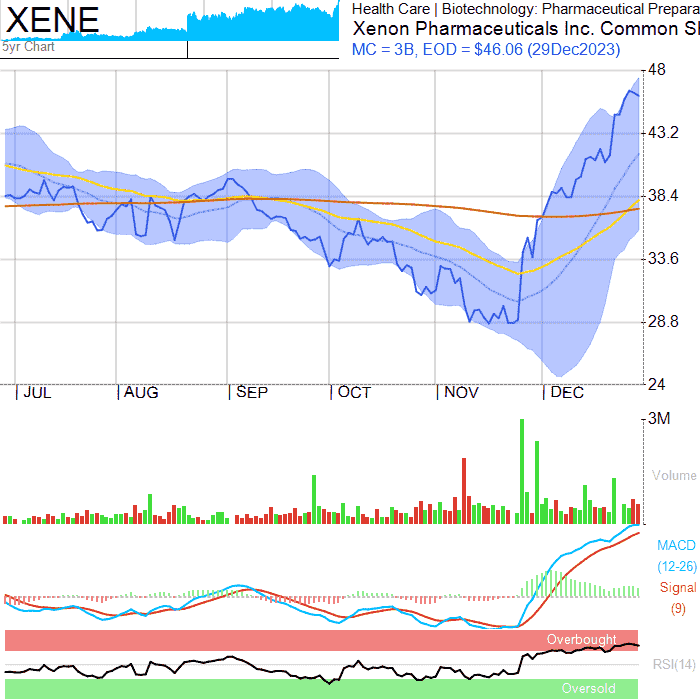 XENE
5yr Chart
Health Care | Biotechnology: Pharmaceutical Prepara
Xenon Pharmaceuticals Inc. Common
MC = 3B, EOD = $46.06 (29Dec2023)
48
43.2
38.4
33.6
28.8
24
JUL AUG SEP OCT NOV DEC
3M
Volume
MACD
(12-26)
Signal
(9)
Overbought
RSI(14)
Oversold